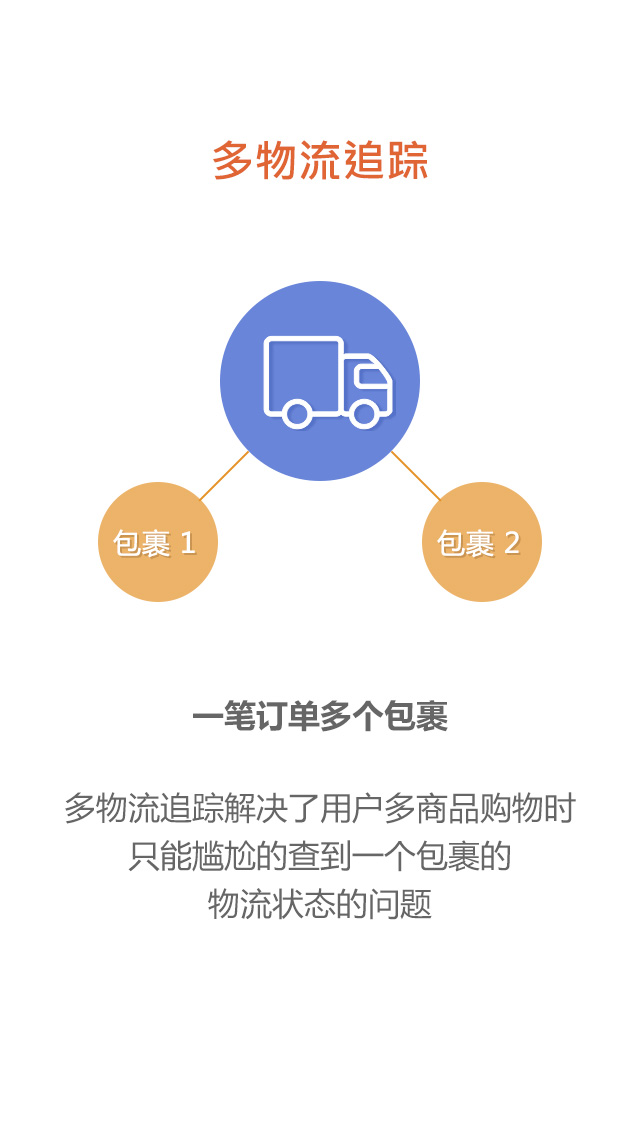 多物流追踪
包裹 1
包裹 2
一笔订单多个包裹
多物流追踪解决了用户多商品购物时
只能尴尬的查到一个包裹的
物流状态的问题